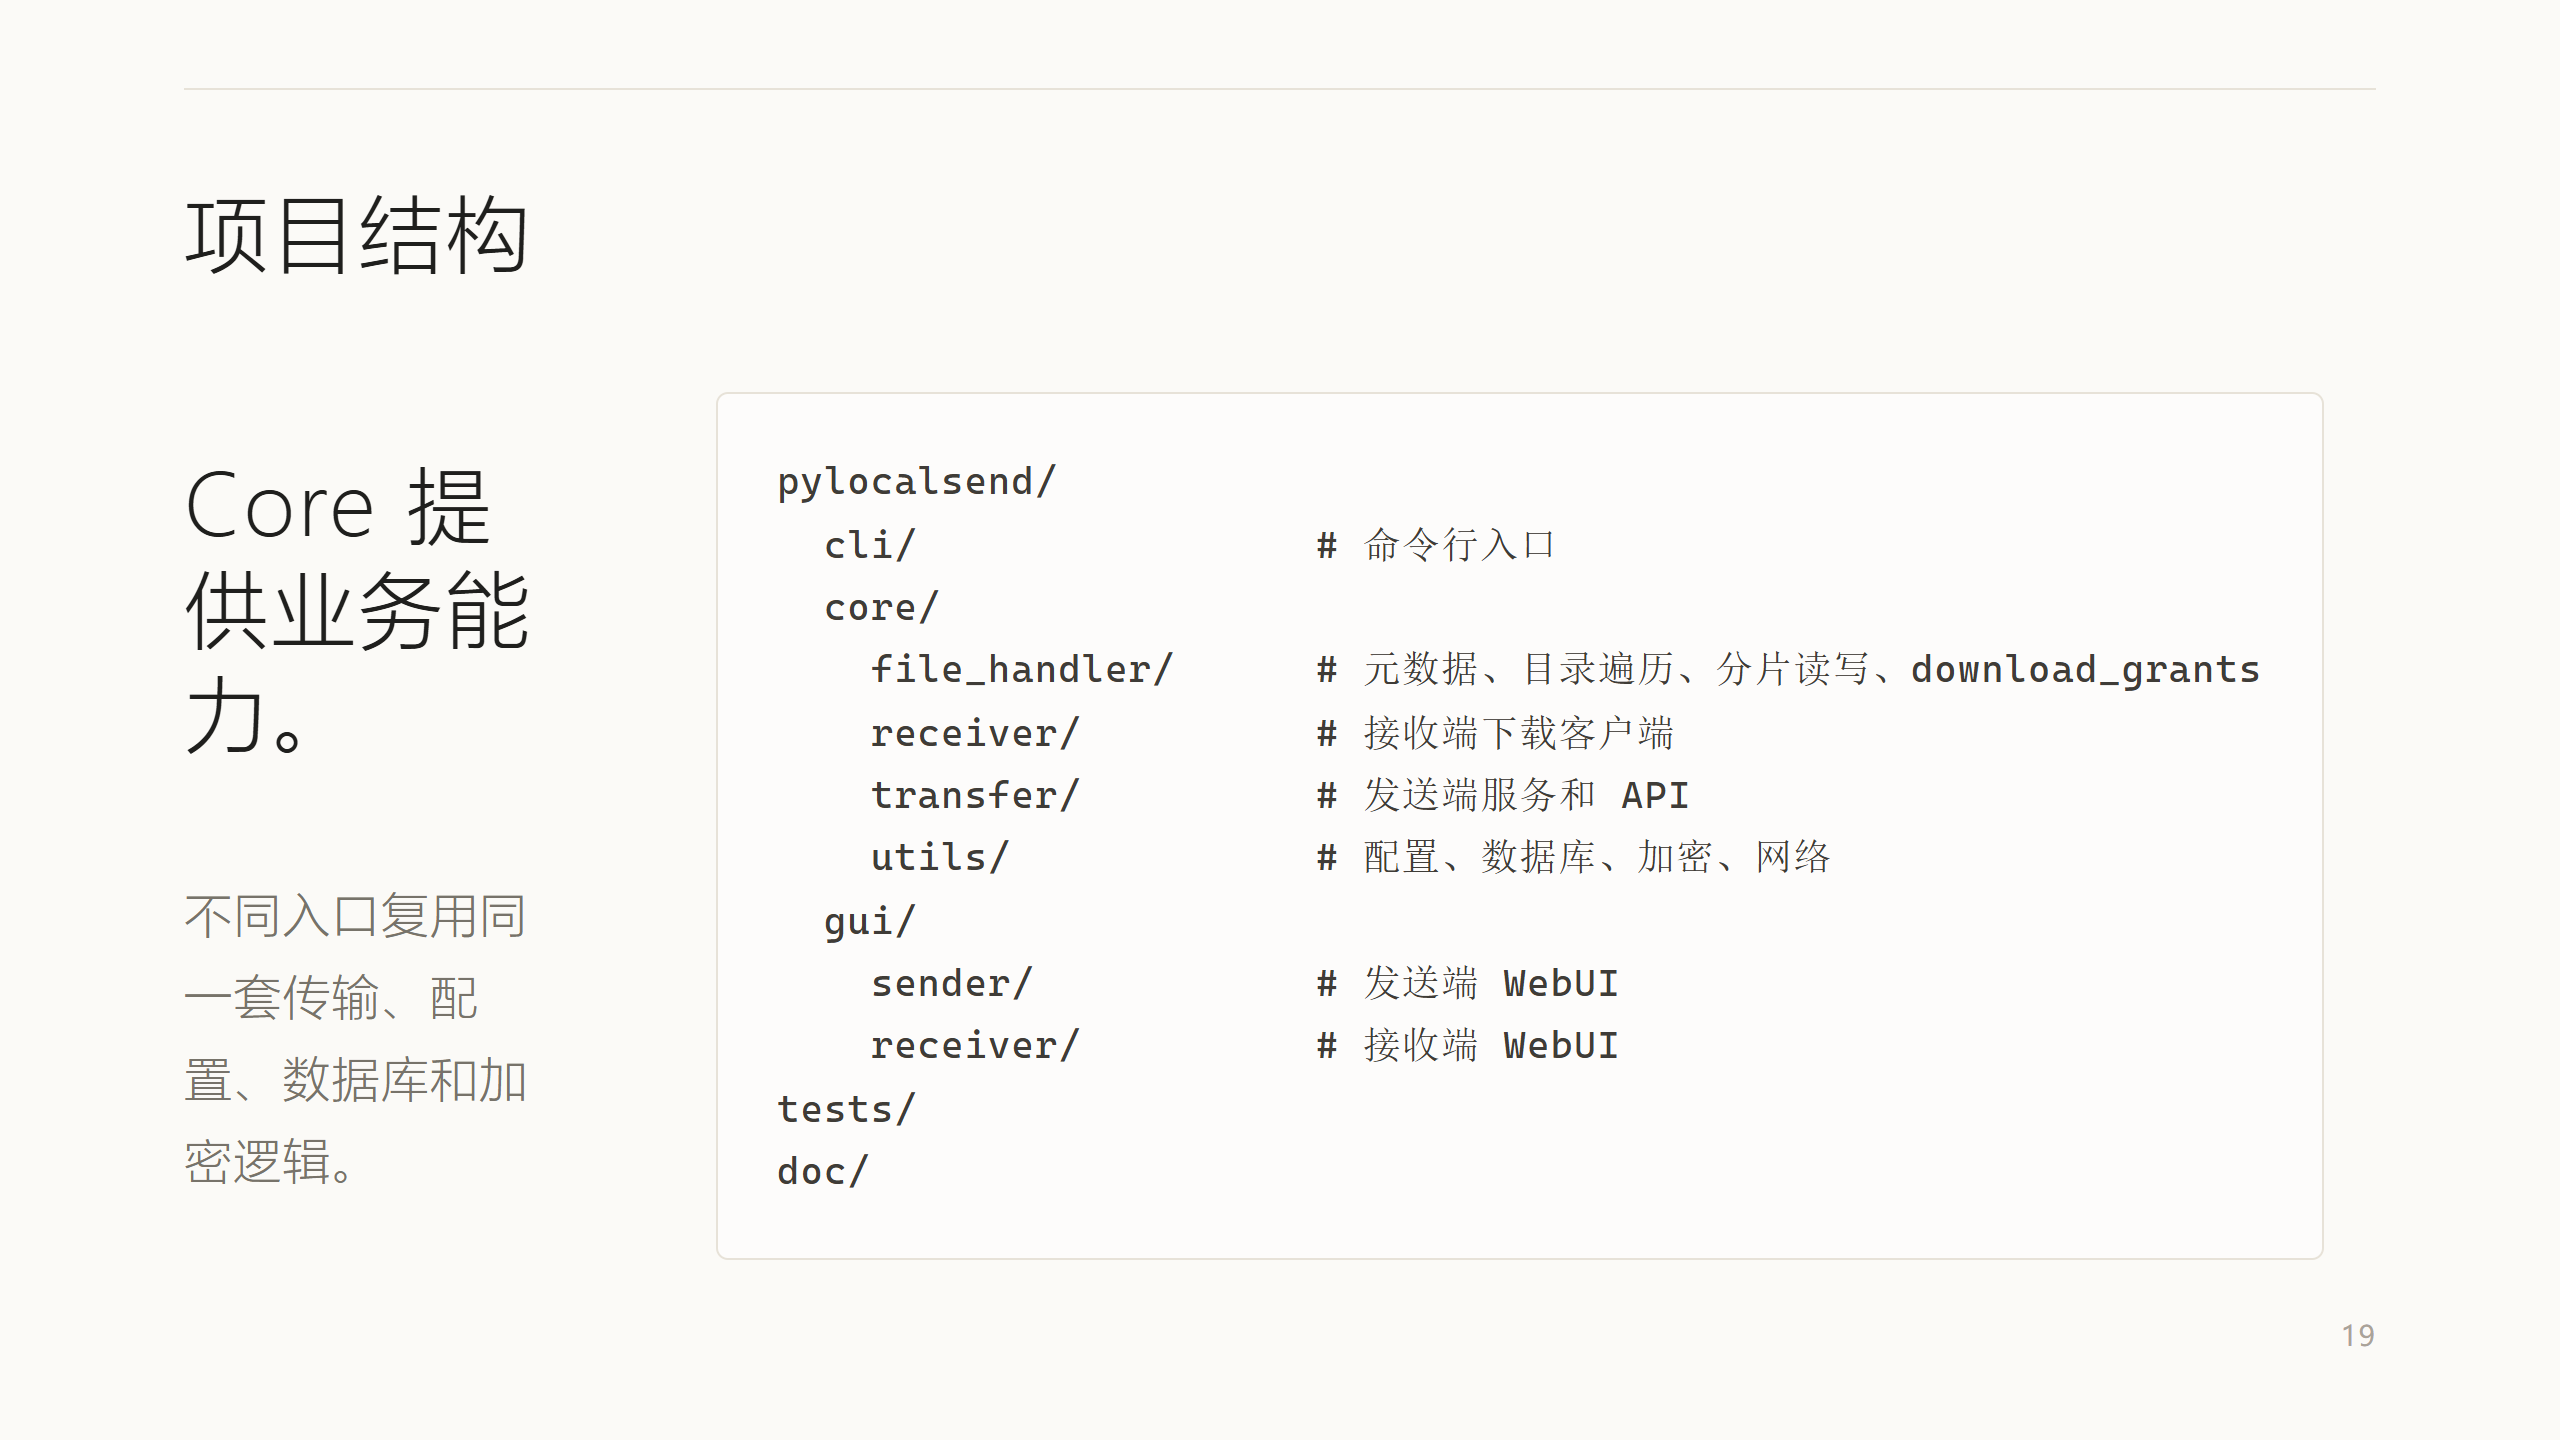 项目结构
Core 提
供业务能
力。
不同入口复用同
一套传输、配
置、数据库和加
密逻辑。
pylocalsend/
  cli/                  # 命令行入口
  core/
    file_handler/       # 元数据、目录遍历、分片读写、download_grants
    receiver/           # 接收端下载客户端
    transfer/           # 发送端服务和 API
    utils/              # 配置、数据库、加密、网络
  gui/
    sender/             # 发送端 WebUI
    receiver/           # 接收端 WebUI
tests/
doc/
19